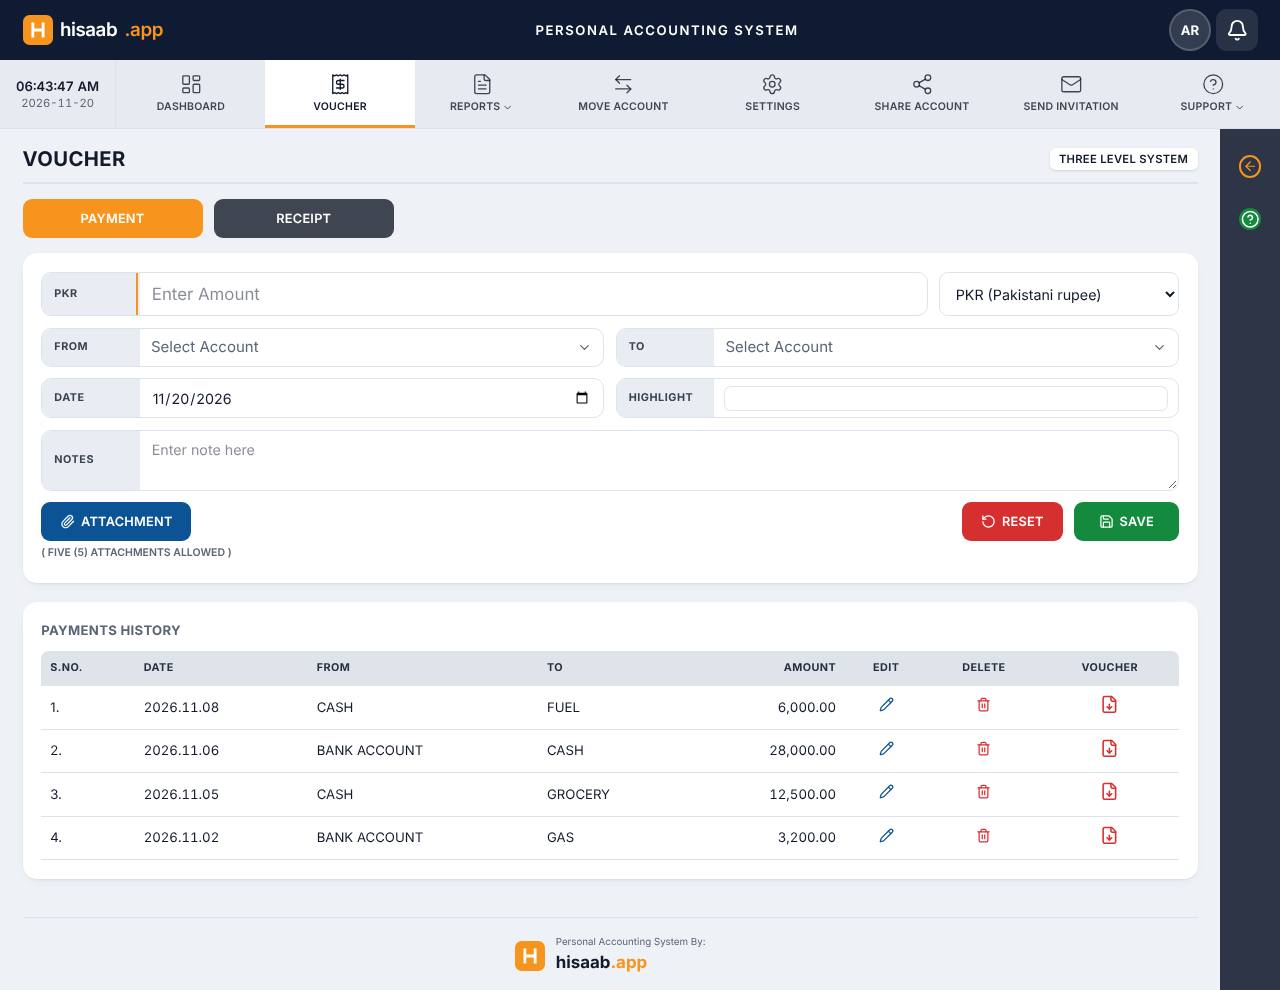 H hisaab .app
PERSONAL ACCOUNTING SYSTEM
AR
06:43:47 AM
2026-11-20
DASHBOARD
VOUCHER
REPORTS
MOVE ACCOUNT
SETTINGS
SHARE ACCOUNT
SEND INVITATION
SUPPORT
VOUCHER
THREE LEVEL SYSTEM
PAYMENT
RECEIPT
PKR
Enter Amount
PKR (Pakistani rupee)
FROM
Select Account
TO
Select Account
DATE
11/20/2026
HIGHLIGHT
NOTES
Enter note here
ATTACHMENT
RESET
SAVE
( FIVE (5) ATTACHMENTS ALLOWED )
PAYMENTS HISTORY
S.NO. DATE FROM TO AMOUNT EDIT DELETE VOUCHER
1. 2026.11.08 CASH FUEL 6,000.00
2. 2026.11.06 BANK ACCOUNT CASH 28,000.00
3. 2026.11.05 CASH GROCERY 12,500.00
4. 2026.11.02 BANK ACCOUNT GAS 3,200.00
Personal Accounting System By:
H hisaab.app